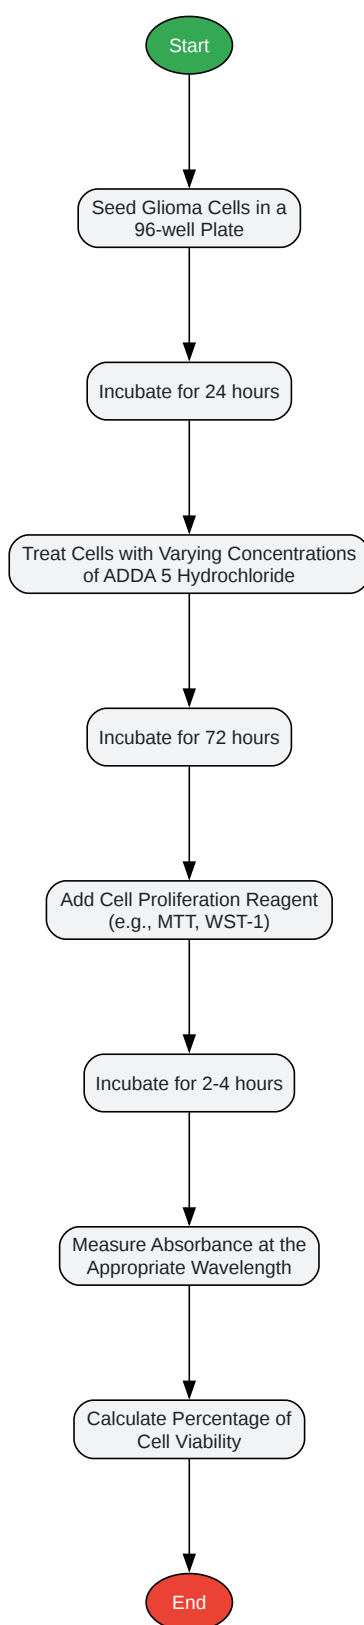 Start
Seed Glioma Cells in a
96-well Plate
Incubate for 24 hours
Treat Cells with Varying Concentrations
of ADDA 5 Hydrochloride
Incubate for 72 hours
Add Cell Proliferation Reagent
(e.g., MTT, WST-1)
Incubate for 2-4 hours
Measure Absorbance at the
Appropriate Wavelength
Calculate Percentage of
Cell Viability
End